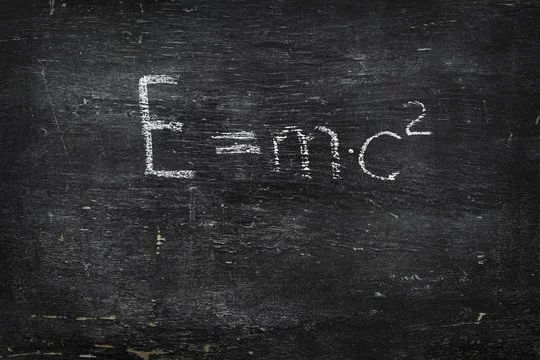 E = m·c²